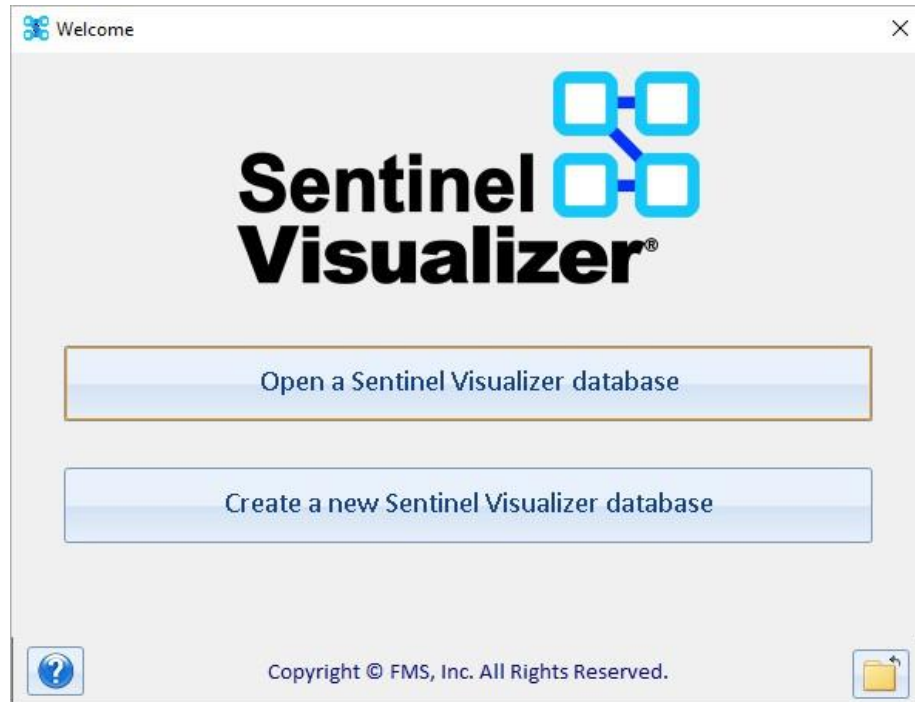 Welcome
Sentinel
Visualizer®
Open a Sentinel Visualizer database
Create a new Sentinel Visualizer database
?
Copyright © FMS, Inc. All Rights Reserved.